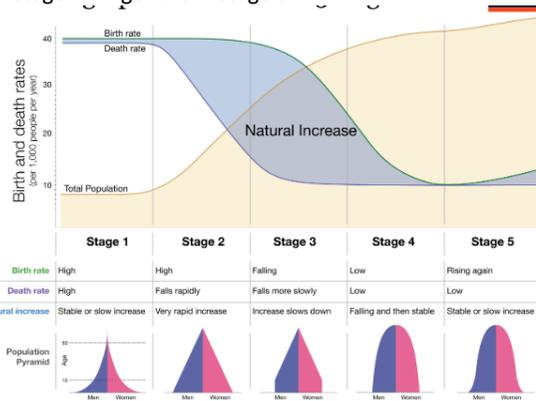 40
Birth rate
Death rate
30
Birth and death rates
(per 1,000 people per year)
20
Natural Increase
10
Total Population
Stage 1 Stage 2 Stage 3 Stage 4 Stage 5
Birth rate High High Falling Low Rising again
Death rate High Falls rapidly Falls more slowly Low Low
ural increase Stable or slow increase Very rapid increase Increase slows down Falling and then stable Stable or slow increase
Population
Pyramid
Age
10
Men Women Men Women Men Women Men Women Men Women